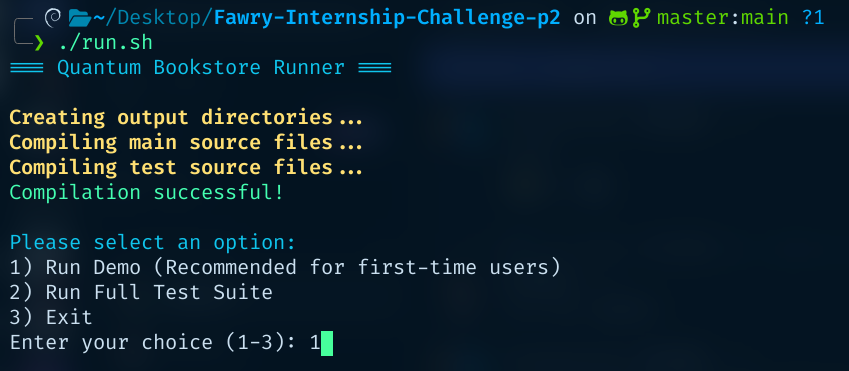 ~/Desktop/Fawry-Internship-Challenge-p2 on master:main ?1
❯ ./run.sh
=== Quantum Bookstore Runner ===
Creating output directories...
Compiling main source files...
Compiling test source files...
Compilation successful!
Please select an option:
1) Run Demo (Recommended for first-time users)
2) Run Full Test Suite
3) Exit
Enter your choice (1-3): 1